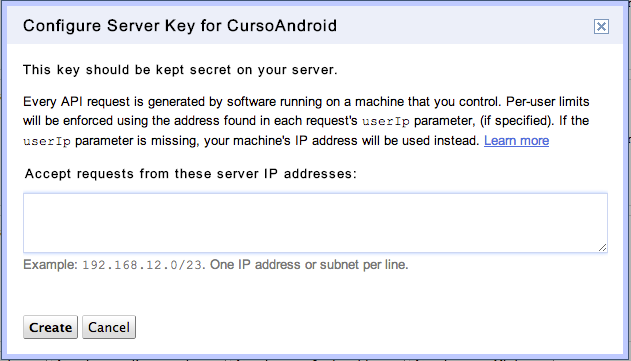 Configure Server Key for CursoAndroid
This key should be kept secret on your server.
Every API request is generated by software running on a machine that you control. Per-user limits
will be enforced using the address found in each request's userIp parameter, (if specified). If the
userIp parameter is missing, your machine's IP address will be used instead. Learn more
Accept requests from these server IP addresses:
Example: 192.168.12.0/23. One IP address or subnet per line.
Create Cancel